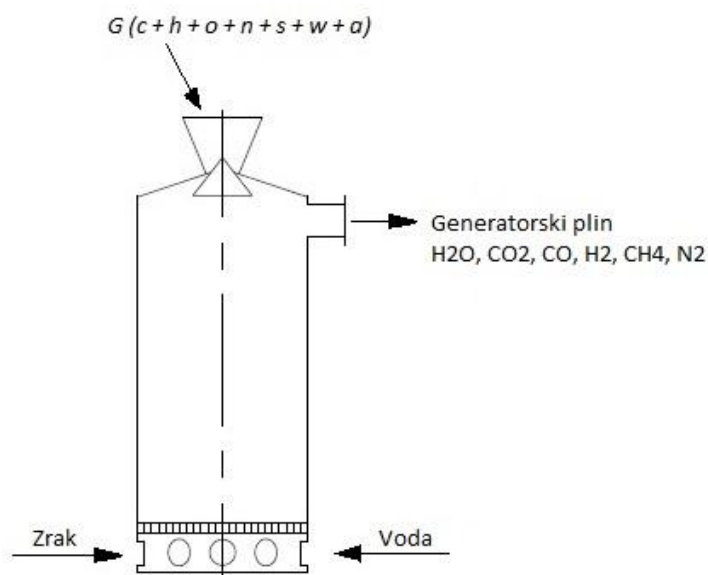 G (c + h + o + n + s + w + a)
Generatorski plin
H2O, CO2, CO, H2, CH4, N2
Zrak
Voda